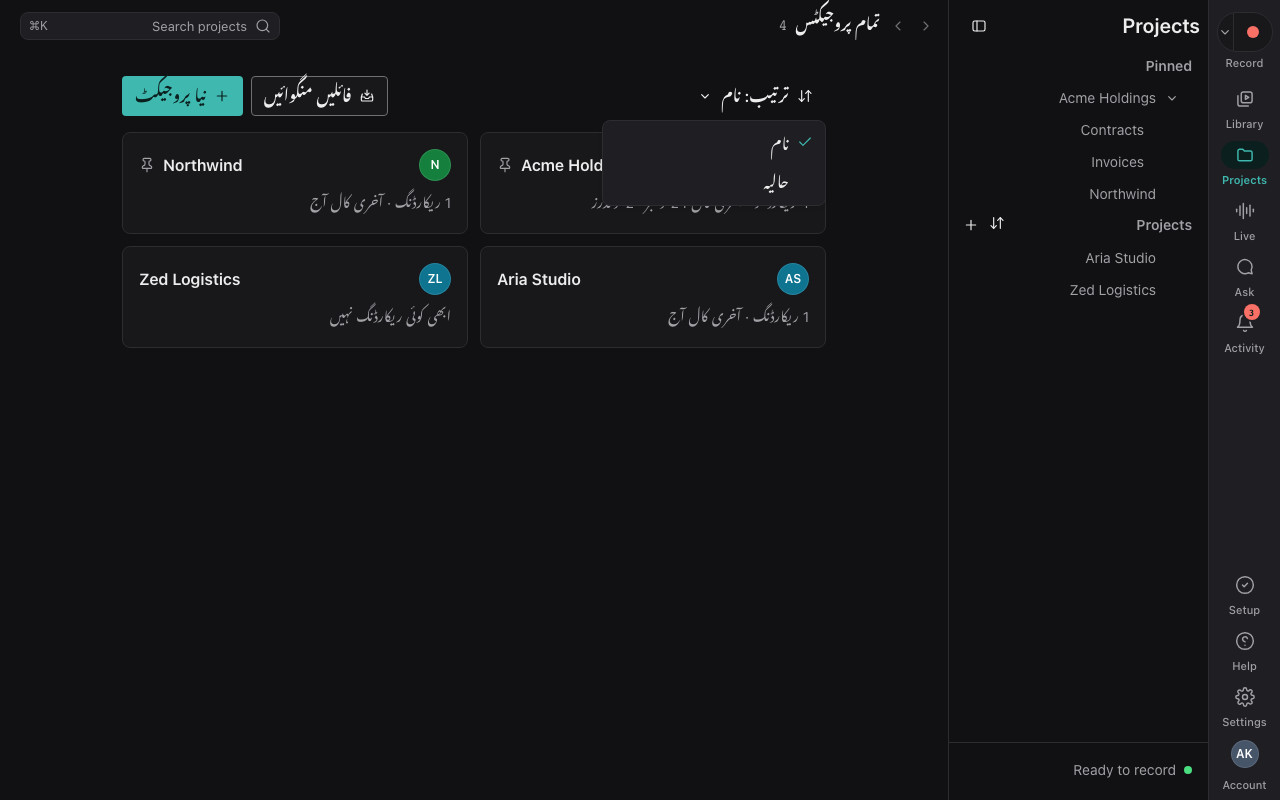 Record
Library
Projects
Live
Ask
3
Activity
Setup
Help
Settings
AK
Account
Projects
Pinned
Acme Holdings
Contracts
Invoices
Northwind
Projects
Aria Studio
Zed Logistics
Ready to record
تمام پروجیکٹس 4
Search projects ⌘K
ترتیب: نام
فائلیں منگوائیں
نیا پروجیکٹ
نام
حالیہ
Acme Hold
N Northwind
1 ریکارڈنگ · آخری کال آج
AS Aria Studio
1 ریکارڈنگ · آخری کال آج
ZL Zed Logistics
ابھی کوئی ریکارڈنگ نہیں